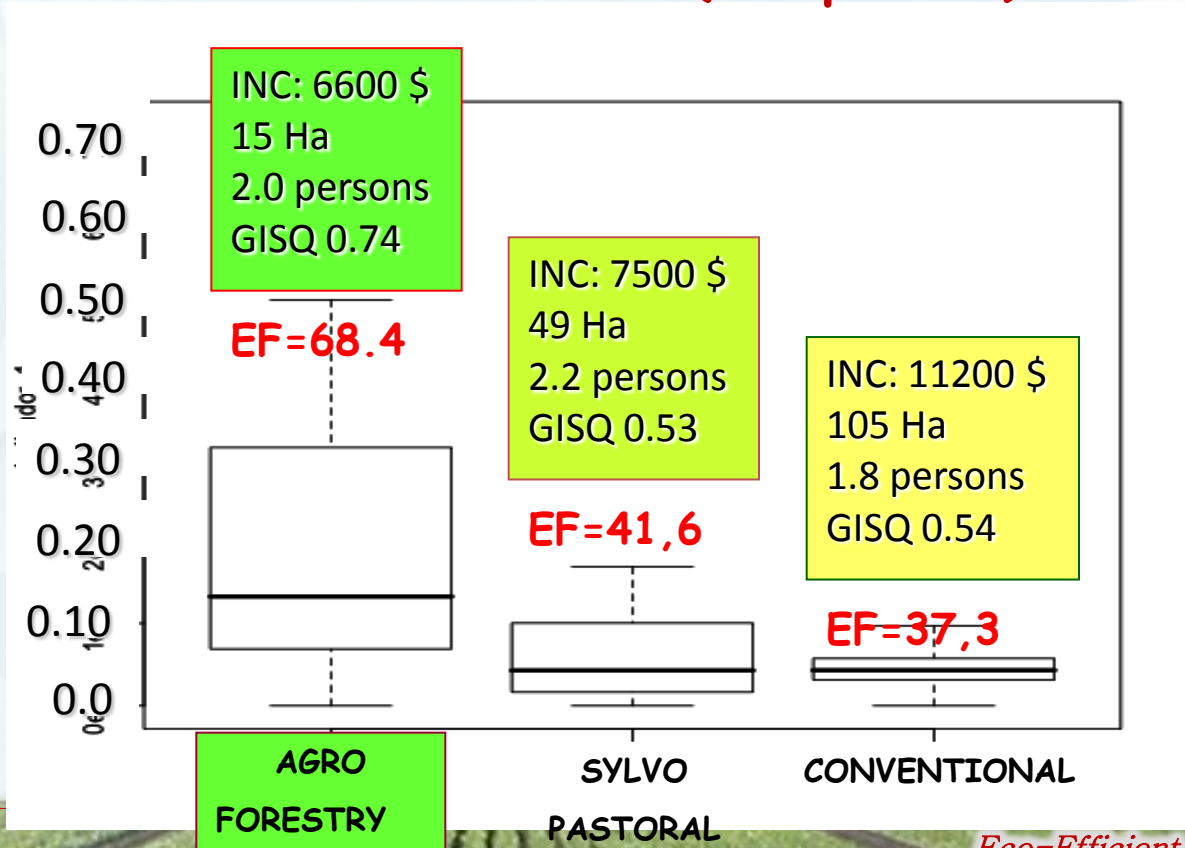 INC: 6600 $
15 Ha
2.0 persons
GISQ 0.74
EF=68.4
INC: 7500 $
49 Ha
2.2 persons
GISQ 0.53
EF=41,6
INC: 11200 $
105 Ha
1.8 persons
GISQ 0.54
EF=37,3
0.70
0.60
0.50
0.40
0.30
0.20
0.10
0.0
AGRO
FORESTRY
SYLVO
PASTORAL
CONVENTIONAL
Eco-Efficient